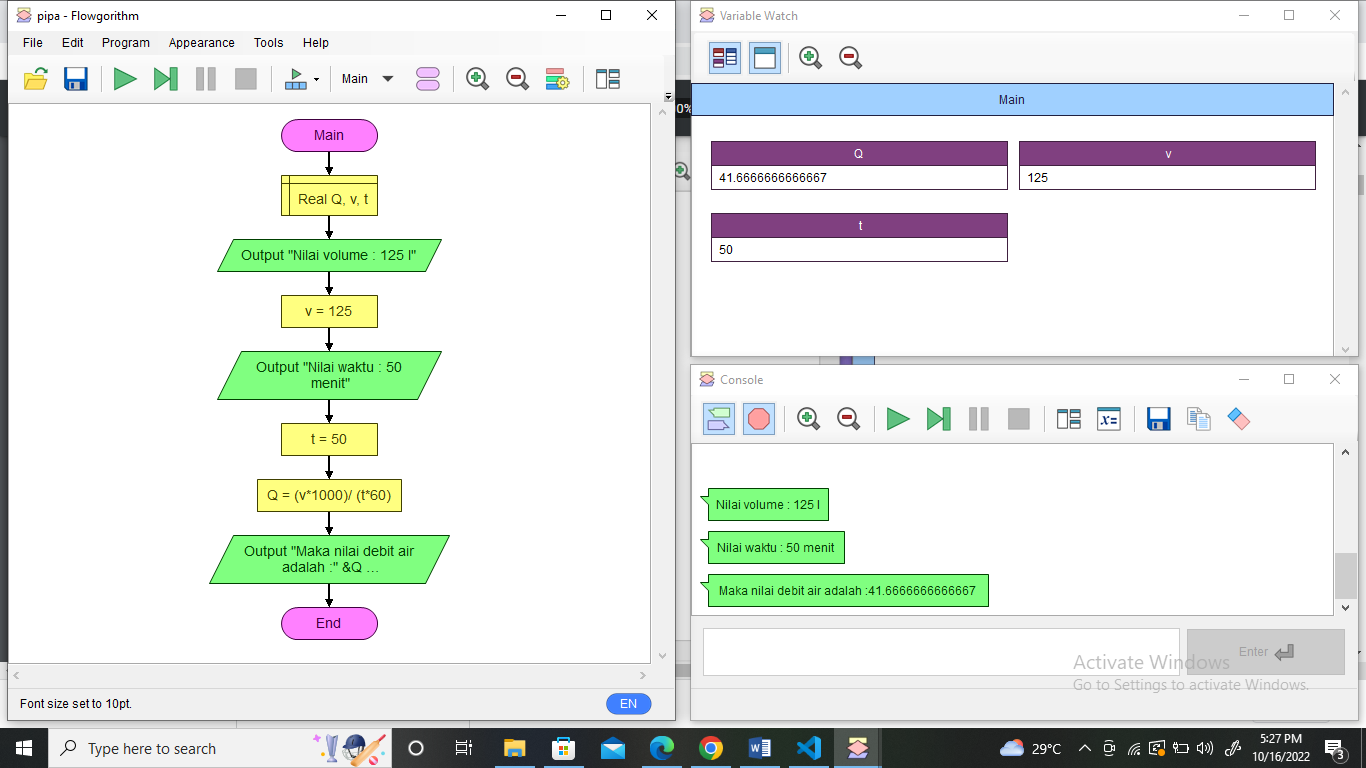 pipa - Flowgorithm
File Edit Program Appearance Tools Help
Main
Main
Real Q, v, t
Output "Nilai volume : 125 l"
v = 125
Output "Nilai waktu : 50
menit"
t = 50
Q = (v*1000)/ (t*60)
Output "Maka nilai debit air
adalah :" &Q ...
End
Font size set to 10pt.
EN
0%
Variable Watch
Main
Q
41.6666666666667
v
125
t
50
Console
x=
Nilai volume : 125 l
Nilai waktu : 50 menit
Maka nilai debit air adalah :41.6666666666667
Enter
Activate Windows
Go to Settings to activate Windows.
Type here to search
29°C
5:27 PM
10/16/2022
3